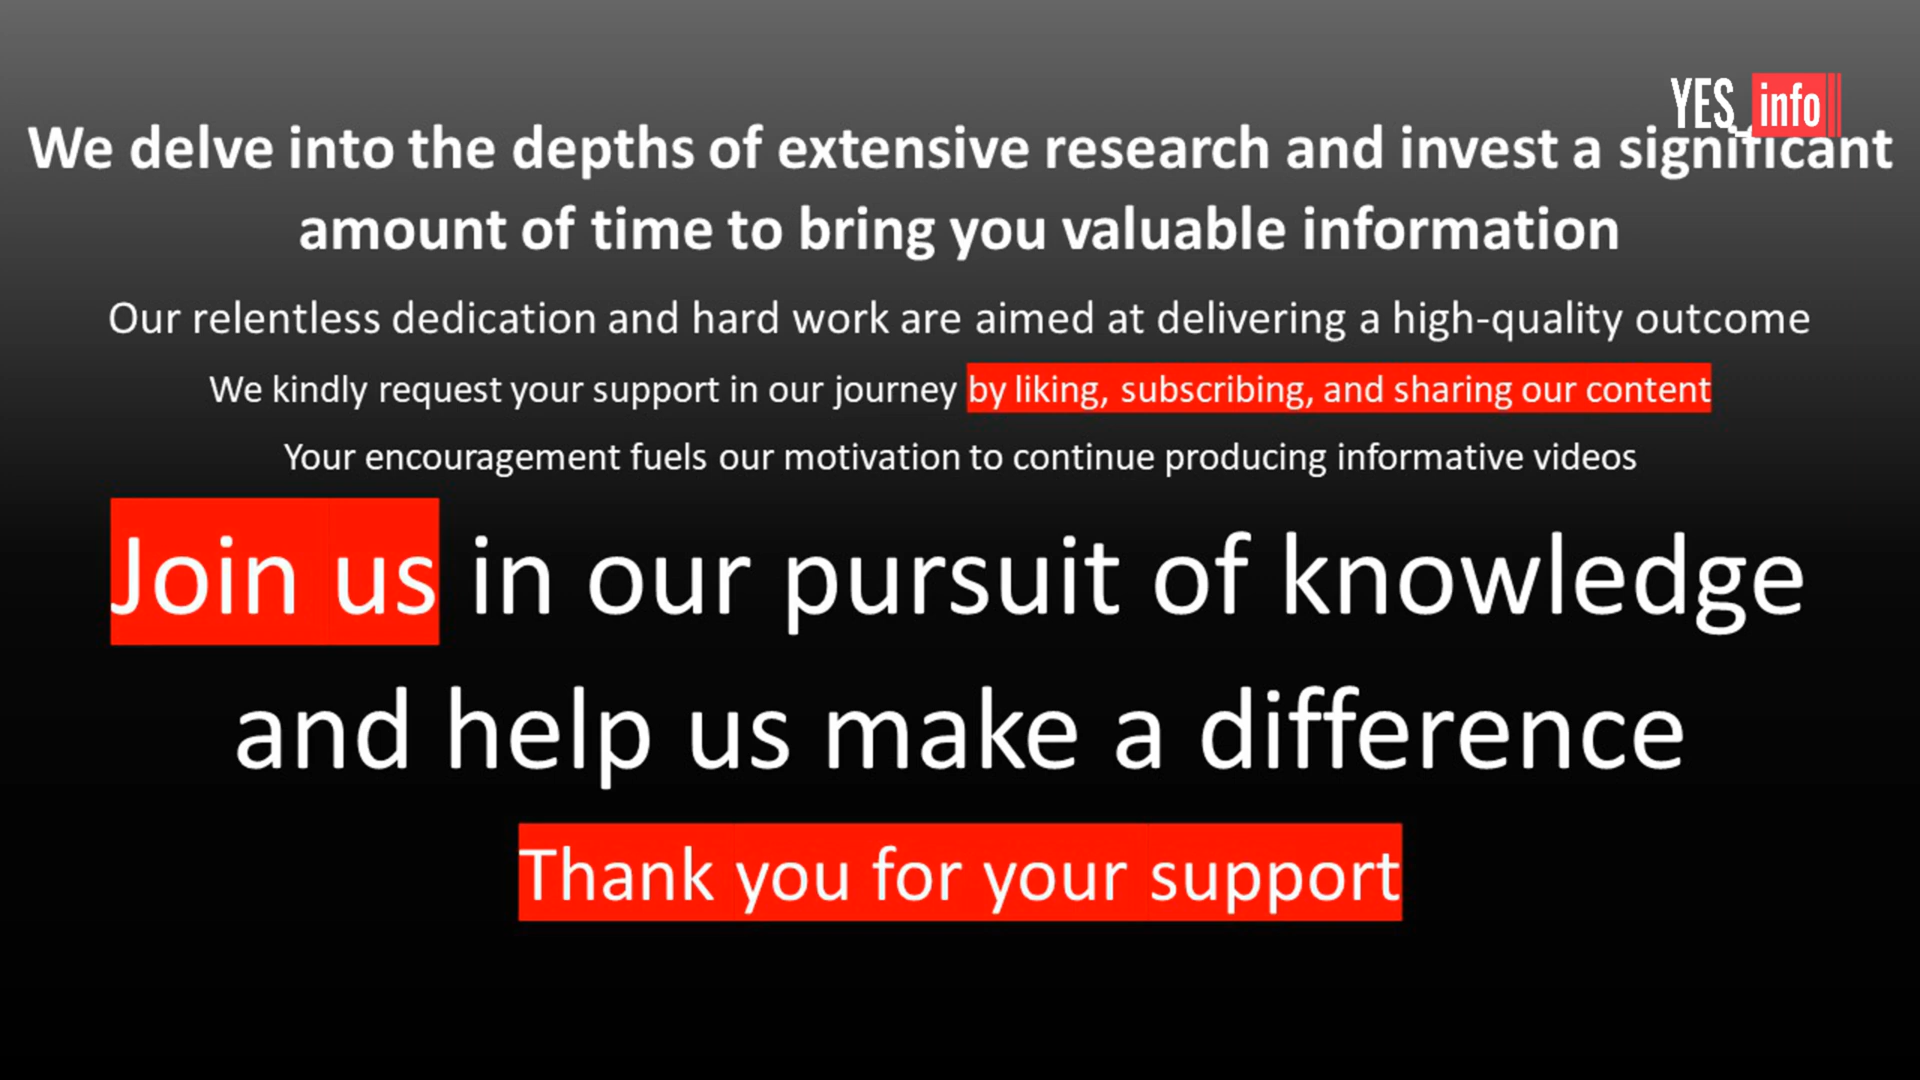 YES_info
We delve into the depths of extensive research and invest a significant
amount of time to bring you valuable information
Our relentless dedication and hard work are aimed at delivering a high-quality outcome
We kindly request your support in our journey by liking, subscribing, and sharing our content
Your encouragement fuels our motivation to continue producing informative videos
Join us in our pursuit of knowledge
and help us make a difference
Thank you for your support